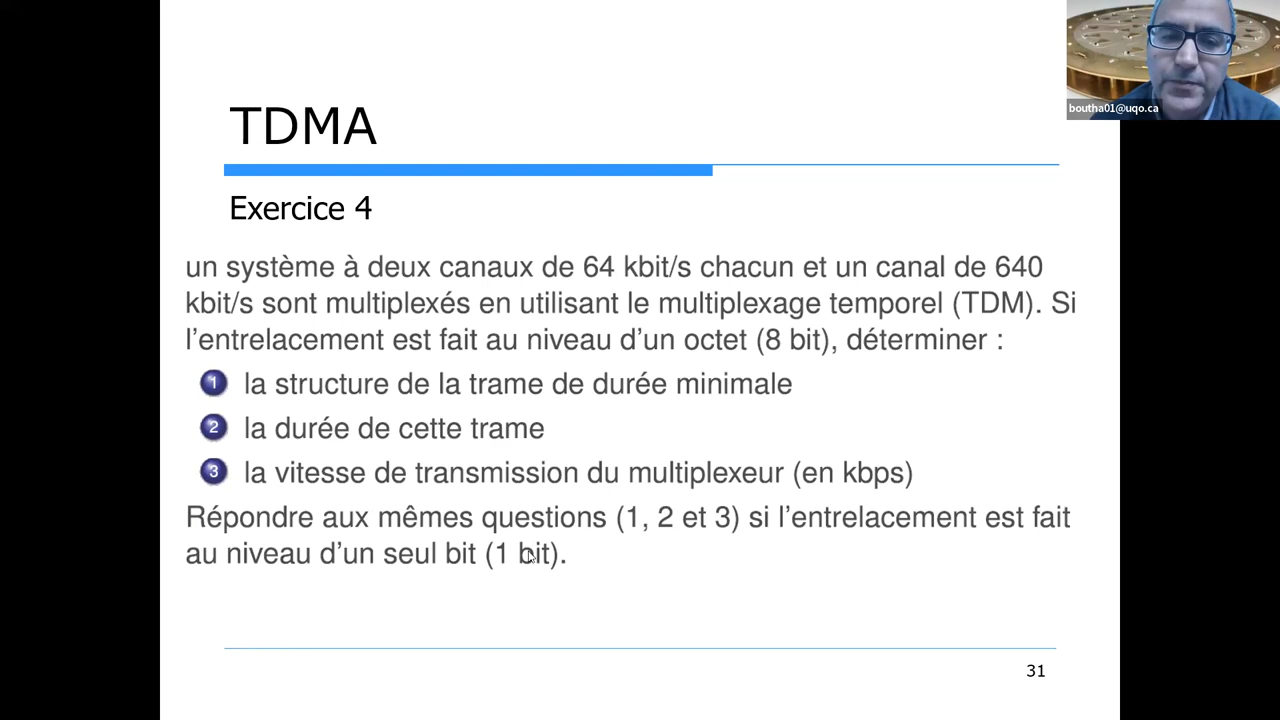 boutha01@uqo.ca
TDMA
Exercice 4
un système à deux canaux de 64 kbit/s chacun et un canal de 640
kbit/s sont multiplexés en utilisant le multiplexage temporel (TDM). Si
l'entrelacement est fait au niveau d'un octet (8 bit), déterminer :
1 la structure de la trame de durée minimale
2 la durée de cette trame
3 la vitesse de transmission du multiplexeur (en kbps)
Répondre aux mêmes questions (1, 2 et 3) si l'entrelacement est fait
au niveau d'un seul bit (1 bit).
31